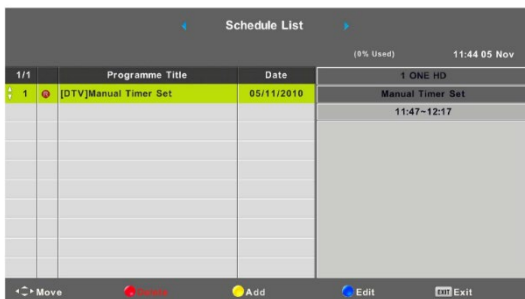 Schedule List
(0% Used) 11:44 05 Nov
1/1 Programme Title Date 1 ONE HD
1 [DTV]Manual Timer Set 05/11/2010 Manual Timer Set
11:47~12:17
Move Delete Add Edit EXIT Exit